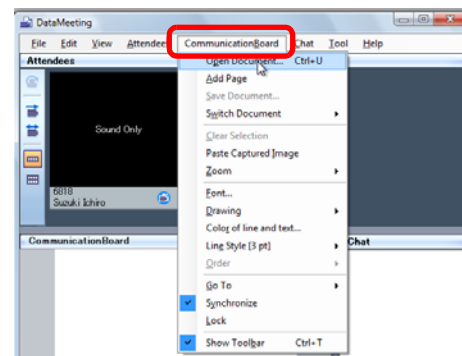 DataMeeting
File Edit View Attendees CommunicationBoard Chat Tool Help
Attendees
Open Document... Ctrl+U
Add Page
Save Document...
Switch Document
Sound Only
Clear Selection
Paste Captured Image
Zoom
6818
Suzuki Ichiro
Font...
Drawing
Color of line and text...
CommunicationBoard
Line Style [3 pt]
Chat
Order
Go To
Synchronize
Lock
Show Toolbar Ctrl+T